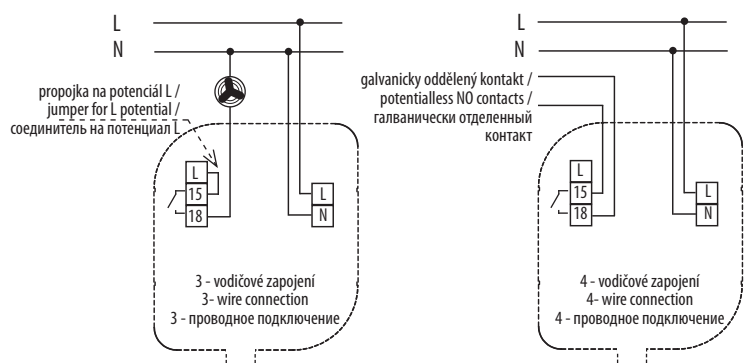 L
N
propojka na potenciál L /
jumper for L potential /
соединитель на потенциал L
L
15
18
L
N
3 - vodičové zapojení
3- wire connection
3 - проводное подключение
L
N
galvanicky oddělený kontakt /
potentialless NO contacts /
галванически отделенный
контакт
L
15
18
L
N
4 - vodičové zapojení
4- wire connection
4 - проводное подключение